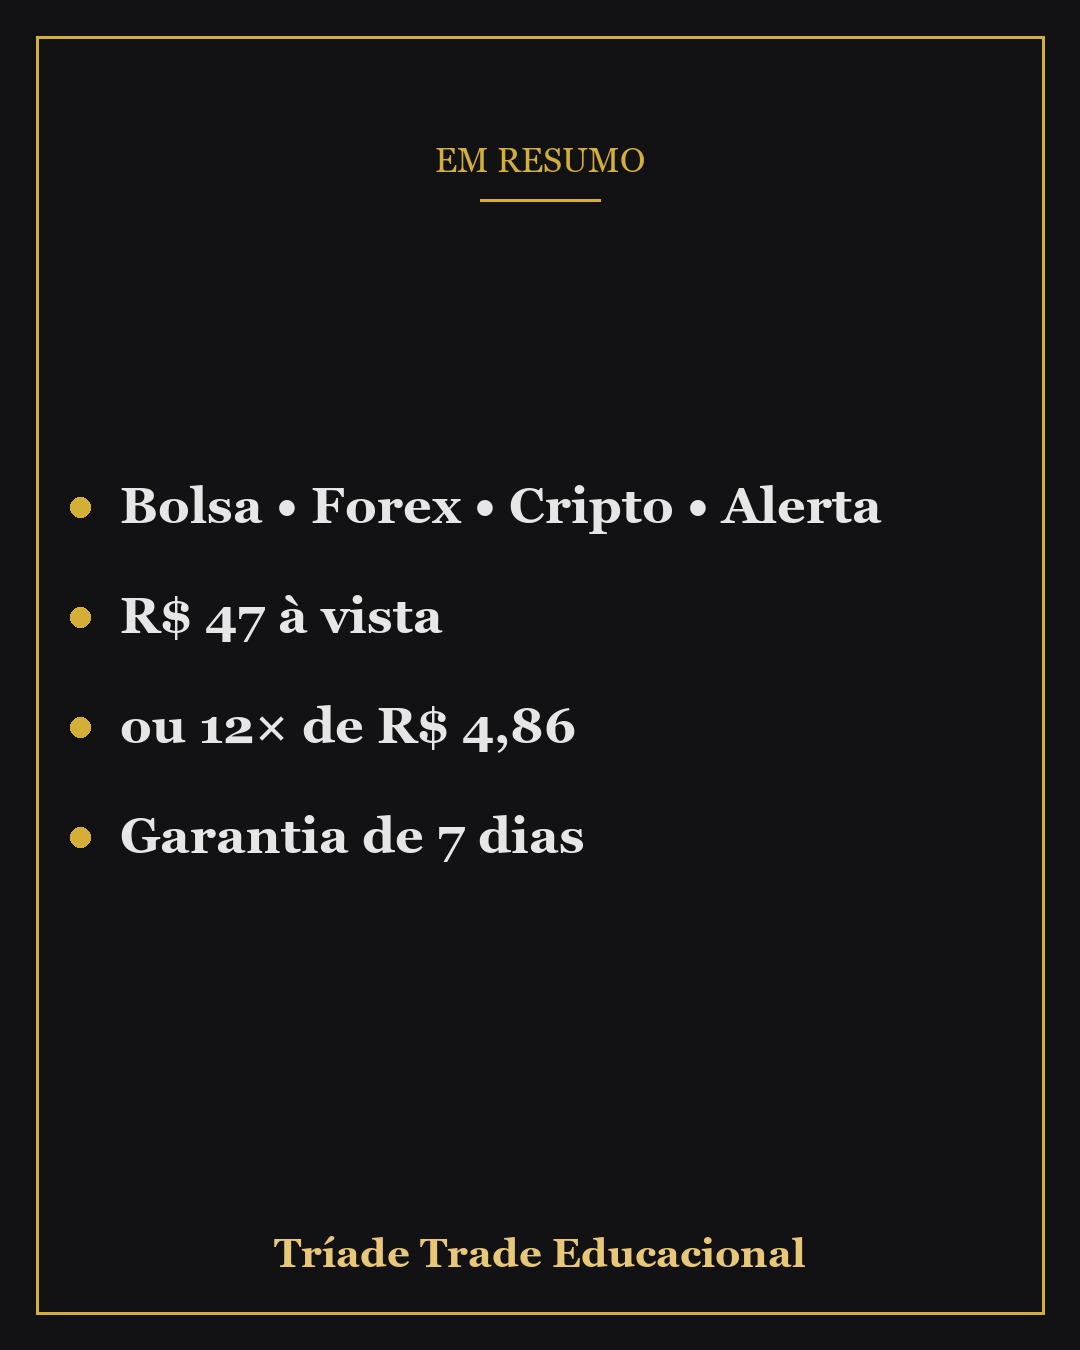 EM RESUMO
Bolsa • Forex • Cripto • Alerta
R$ 47 à vista
ou 12× de R$ 4,86
Garantia de 7 dias
Tríade Trade Educacional